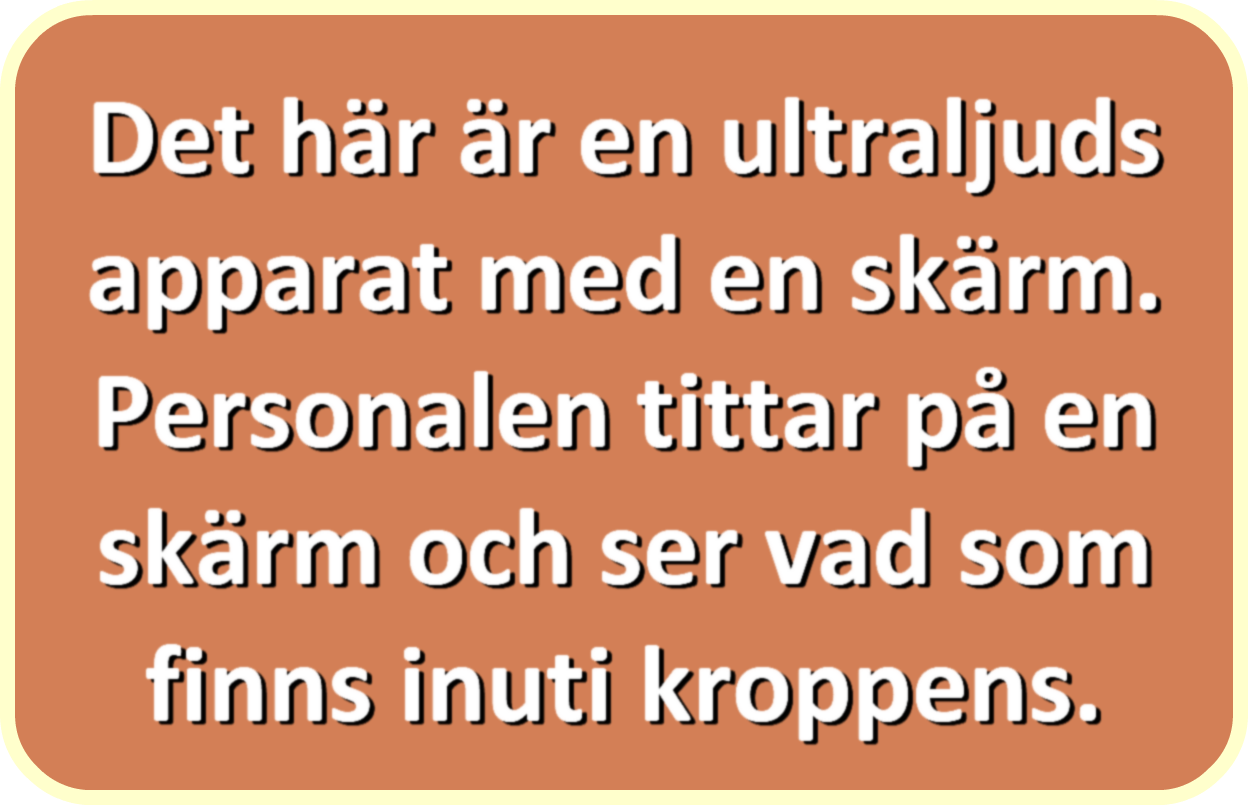 Det här är en ultraljuds
apparat med en skärm.
Personalen tittar på en
skärm och ser vad som
finns inuti kroppens.